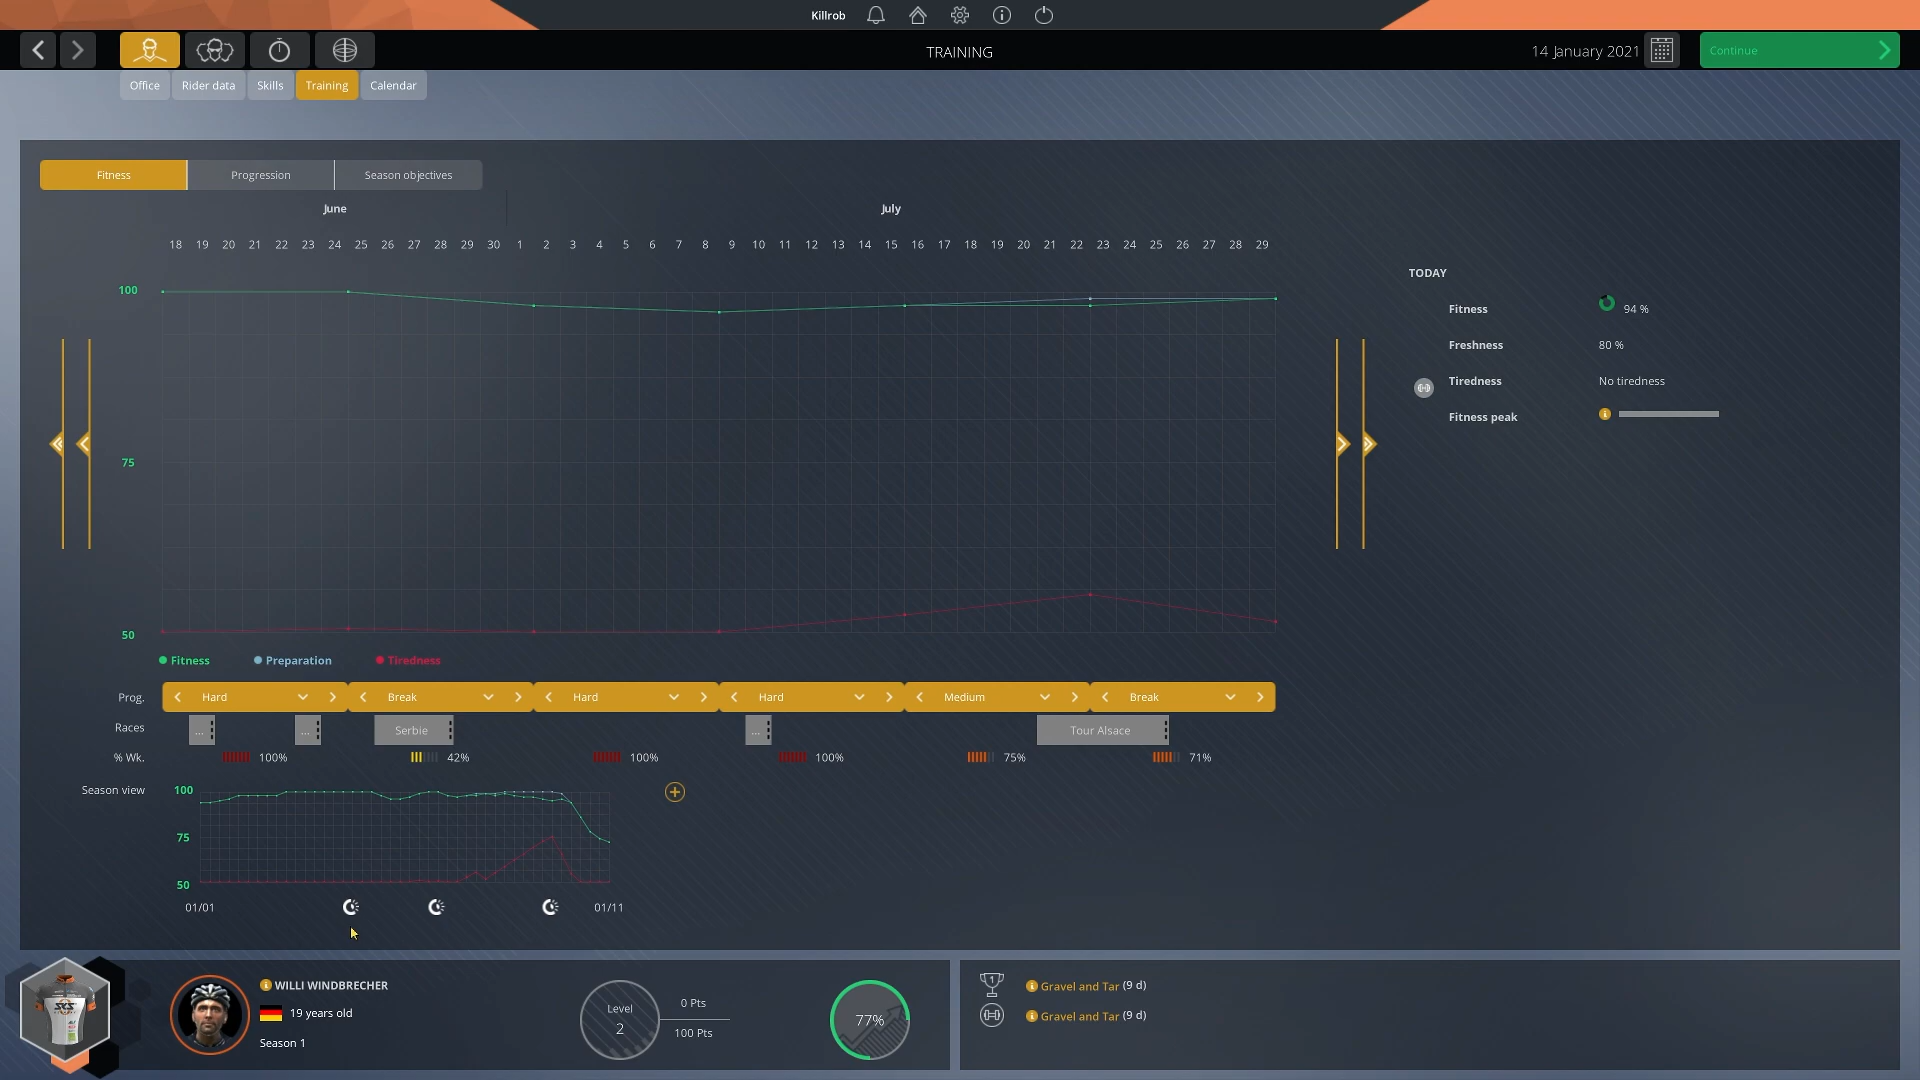 Killrob
TRAINING
14 January 2021
Continue
Office Rider data Skills Training Calendar
Fitness Progression Season objectives
June July
18 19 20 21 22 23 24 25 26 27 28 29 30 1 2 3 4 5 6 7 8 9 10 11 12 13 14 15 16 17 18 19 20 21 22 23 24 25 26 27 28 29
TODAY
100
Fitness 94 %
Freshness 80 %
Tiredness No tiredness
Fitness peak
75
50
Fitness Preparation Tiredness
Prog. Hard Break Hard Hard Medium Break
Races ... ... Serbie ... Tour Alsace
% Wk. 100% 42% 100% 100% 75% 71%
Season view 100
75
50
01/01 01/11
WILLI WINDBRECHER
19 years old
Season 1
Level
2
0 Pts
100 Pts
77%
1
Gravel and Tar (9 d)
Gravel and Tar (9 d)